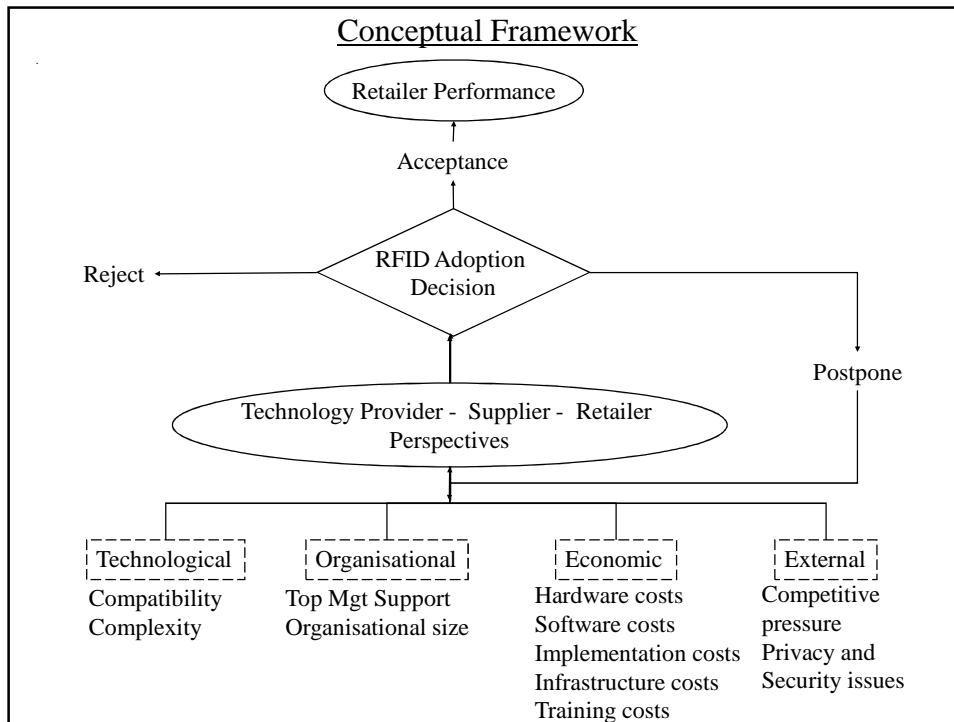 Conceptual Framework
Retailer Performance
Acceptance
RFID Adoption
Decision
Reject
Postpone
Technology Provider - Supplier - Retailer
Perspectives
Technological
Compatibility
Complexity
Organisational
Top Mgt Support
Organisational size
Economic
Hardware costs
Software costs
Implementation costs
Infrastructure costs
Training costs
External
Competitive
pressure
Privacy and
Security issues